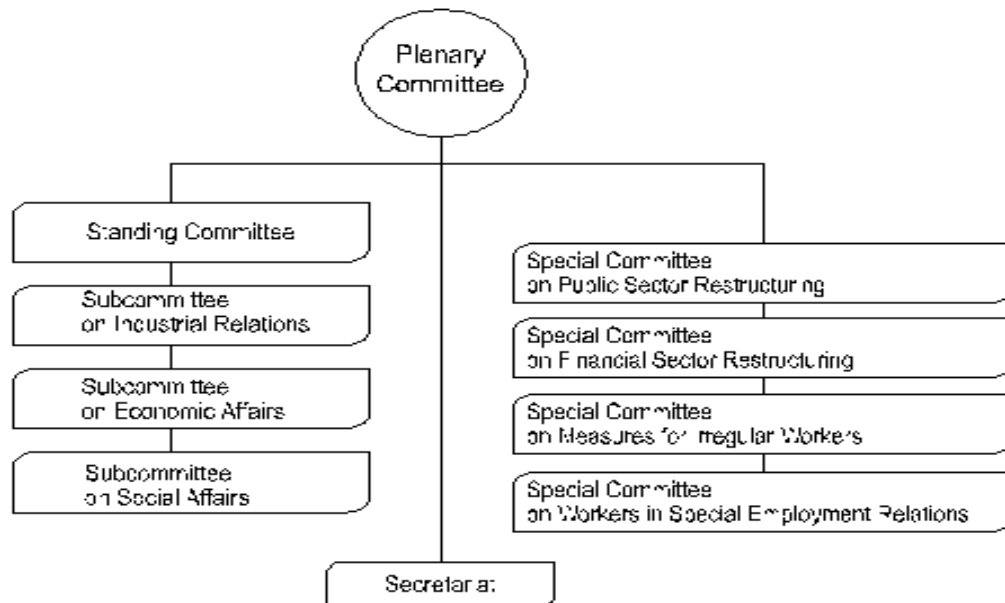 Plenary
Committee
Standing Committee
Subcommittee
on Industrial Relations
Subcommittee
on Economic Affairs
Subcommittee
on Social Affairs
Special Committee
on Public Sector Restructuring
Special Committee
on Financial Sector Restructuring
Special Committee
on Measures for Irregular Workers
Special Committee
on Workers in Special Employment Relations
Secretariat